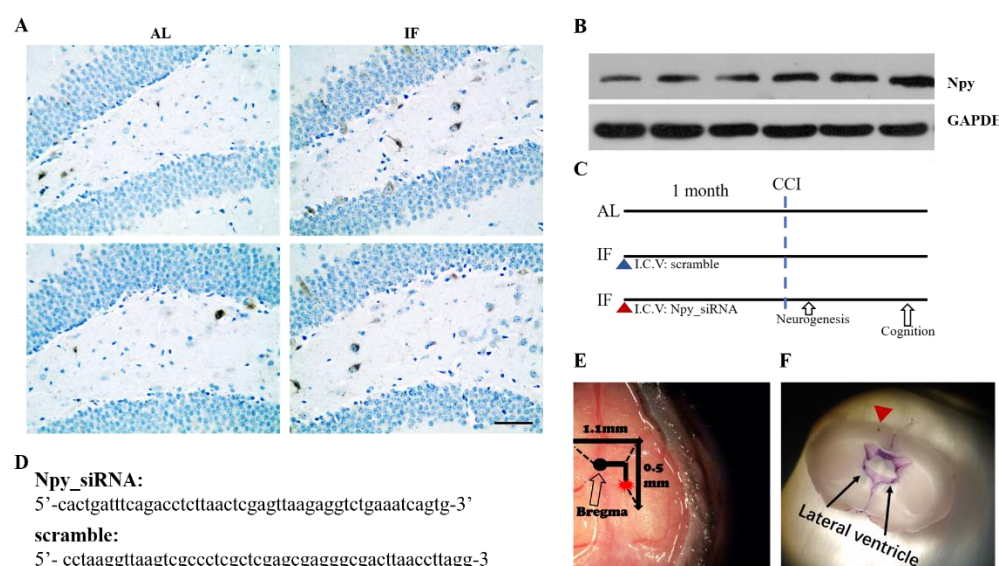 A
AL
IF
B
Npy
GAPDH
C
CCI
1 month
AL
IF
I.C.V: scramble
IF
I.C.V: Npy_siRNA
Neurogenesis
Cognition
D
Npy_siRNA:
5’-cactgatttcagacctcttaactcgagttaagaggtctgaaatcagtg-3’
scramble:
5’- cctaaggttaagtcgccctcgctcgagcgagggcgacttaaccttagg-3
E
1.1mm
0.5
mm
Bregma
F
Lateral ventricle